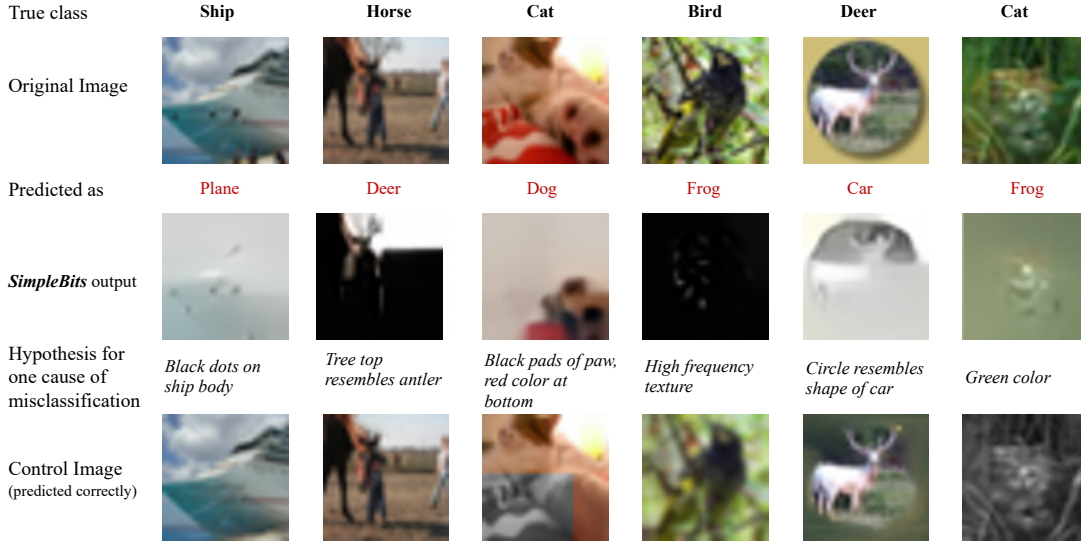 True class Ship Horse Cat Bird Deer Cat
Original Image
Predicted as Plane Deer Dog Frog Car Frog
SimpleBits output
Hypothesis for
one cause of
misclassification
Black dots on
ship body
Tree top
resembles antler
Black pads of paw,
red color at
bottom
High frequency
texture
Circle resembles
shape of car
Green color
Control Image
(predicted correctly)